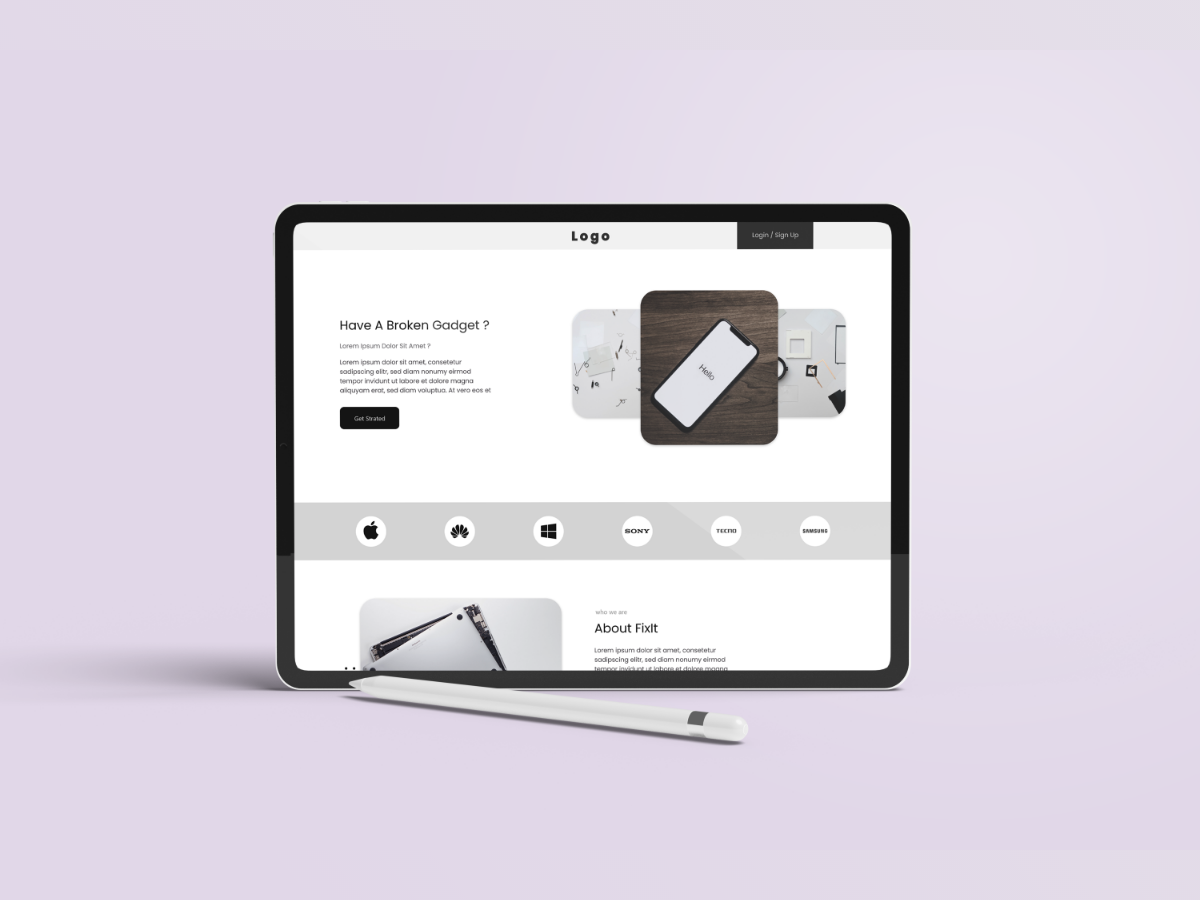 Logo
Login / Sign Up
Have A Broken Gadget ?
Lorem Ipsum Dolor Sit Amet ?
Lorem ipsum dolor sit amet, consetetur
sadipscing elitr, sed diam nonumy eirmod
tempor invidunt ut labore et dolore magna
aliquyam erat, sed diam voluptua. At vero eos et
Get Strated
Hello
SONY
TECNO
SAMSUNG
who we are
About FixIt
Lorem ipsum dolor sit amet, consetetur
sadipscing elitr, sed diam nonumy eirmod
tempor invidunt ut labore et dolore magna